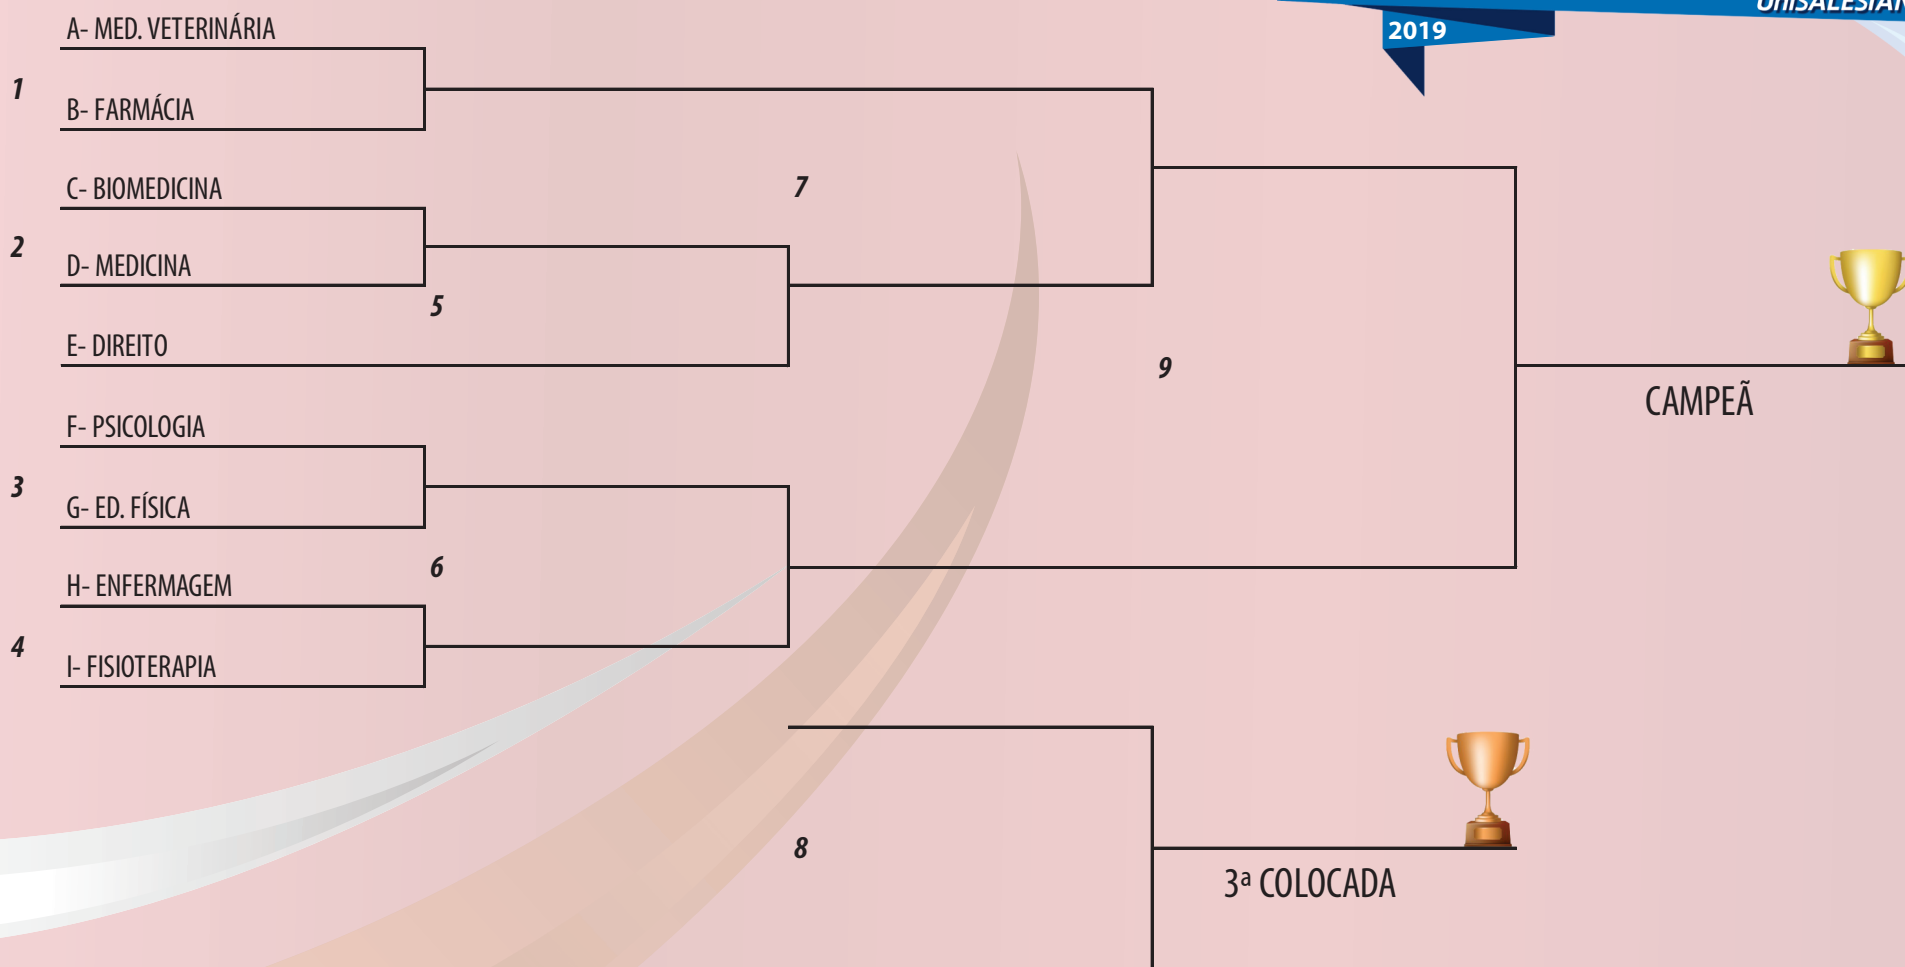 UniSALESIAN
2019
A- MED. VETERINÁRIA
1
B- FARMÁCIA
C- BIOMEDICINA
7
2
D- MEDICINA
5
E- DIREITO
9
CAMPEÃ
F- PSICOLOGIA
3
G- ED. FÍSICA
6
H- ENFERMAGEM
4
I- FISIOTERAPIA
8
3ª COLOCADA